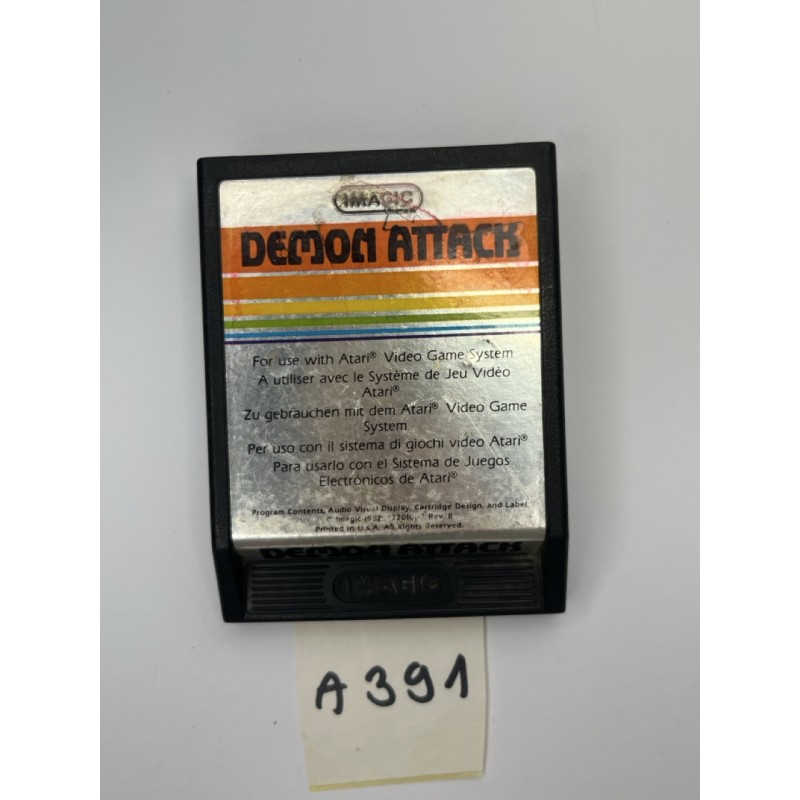 IMAGIC
DEMON ATTACK
For use with Atari® Video Game System
A utiliser avec le Système de Jeu Vidéo
Atari®
Zu gebrauchen mit dem Atari® Video Game
System
Per uso con il sistema di giochi video Atari®
Para usarlo con el Sistema de Juegos
Electrónicos de Atari®
Program Contents, Audio Visual Display, Cartridge Design, and Label
© Imagic 1982 Rev. B
Printed in U.S.A. All Rights Reserved.
DEMON ATTACK
IMAGIC
A391